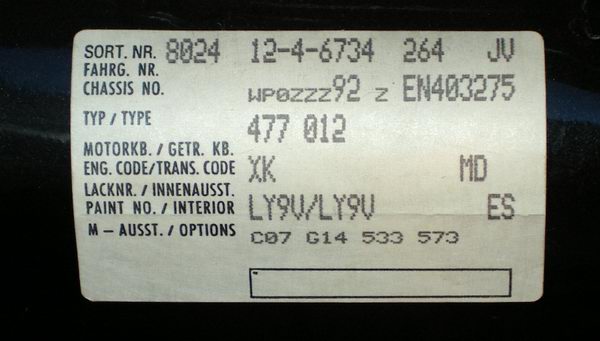 SORT. NR. 8024 12-4-6734 264 JV
FAHRG. NR.
CHASSIS NO. WP0ZZZ92 Z EN403275
TYP / TYPE 477 012
MOTORKB. / GETR. KB.
ENG. CODE/TRANS. CODE XK MD
LACKNR. / INNENAUSST.
PAINT NO. / INTERIOR LY9V/LY9V ES
M – AUSST. / OPTIONS C07 G14 533 573